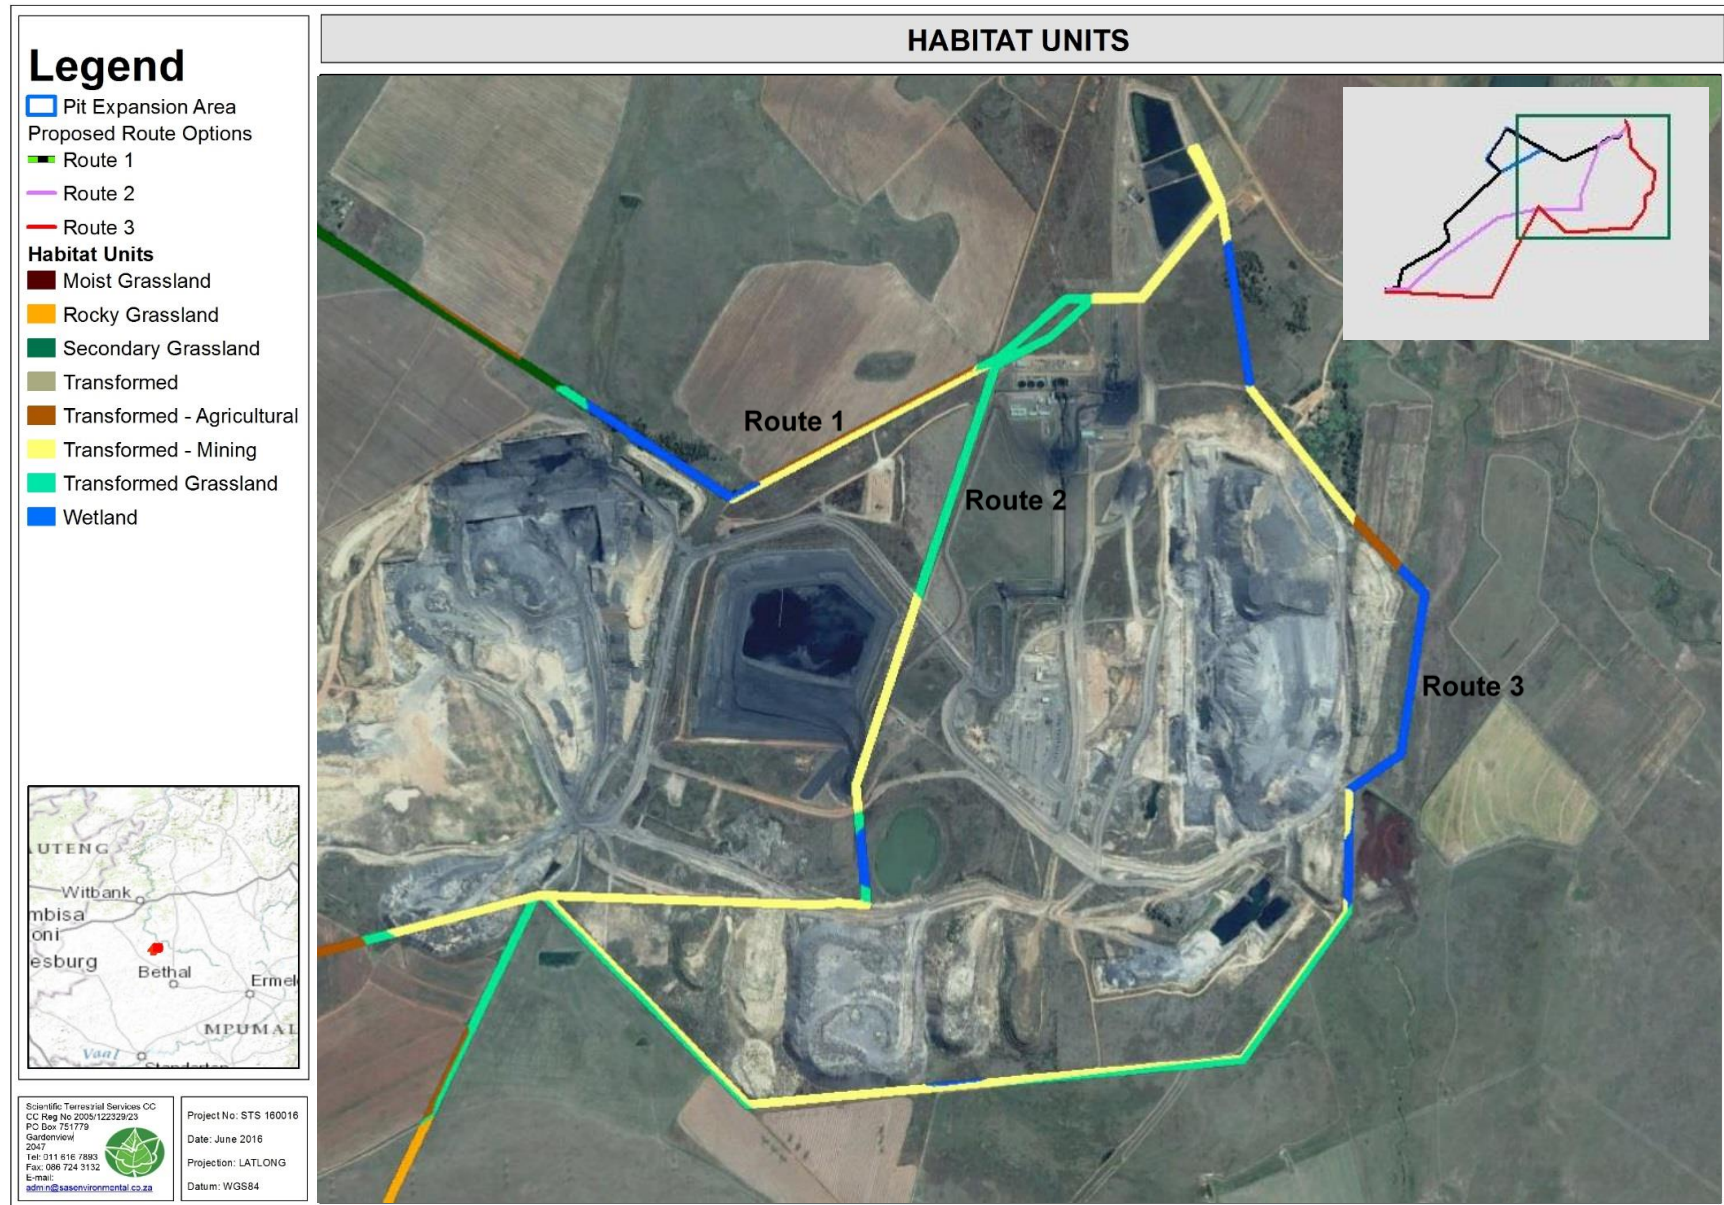 HABITAT UNITS
Legend
Pit Expansion Area
Proposed Route Options
Route 1
Route 2
Route 3
Habitat Units
Moist Grassland
Rocky Grassland
Secondary Grassland
Transformed
Transformed - Agricultural
Transformed - Mining
Transformed Grassland
Wetland
Route 1
Route 2
Route 3
AUTENG
Witbank
mbisa
oni
esburg
Bethal
Ermel
MPUMAL
Vaal
Standerton
Scientific Terrestrial Services CC
CC Reg No 2005/122329/23
PO Box 751779
Gardenview
2047
Tel: 011 616 7893
Fax: 086 724 3132
E-mail:
admin@sasenvironmental.co.za
Project No: STS 160016
Date: June 2016
Projection: LATLONG
Datum: WGS84